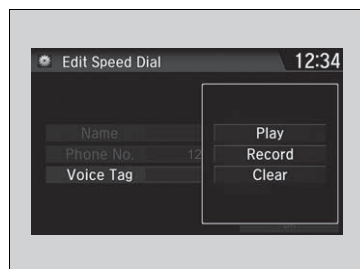 Edit Speed Dial 12:34
Name
Phone No. 12
Voice Tag
Play
Record
Clear